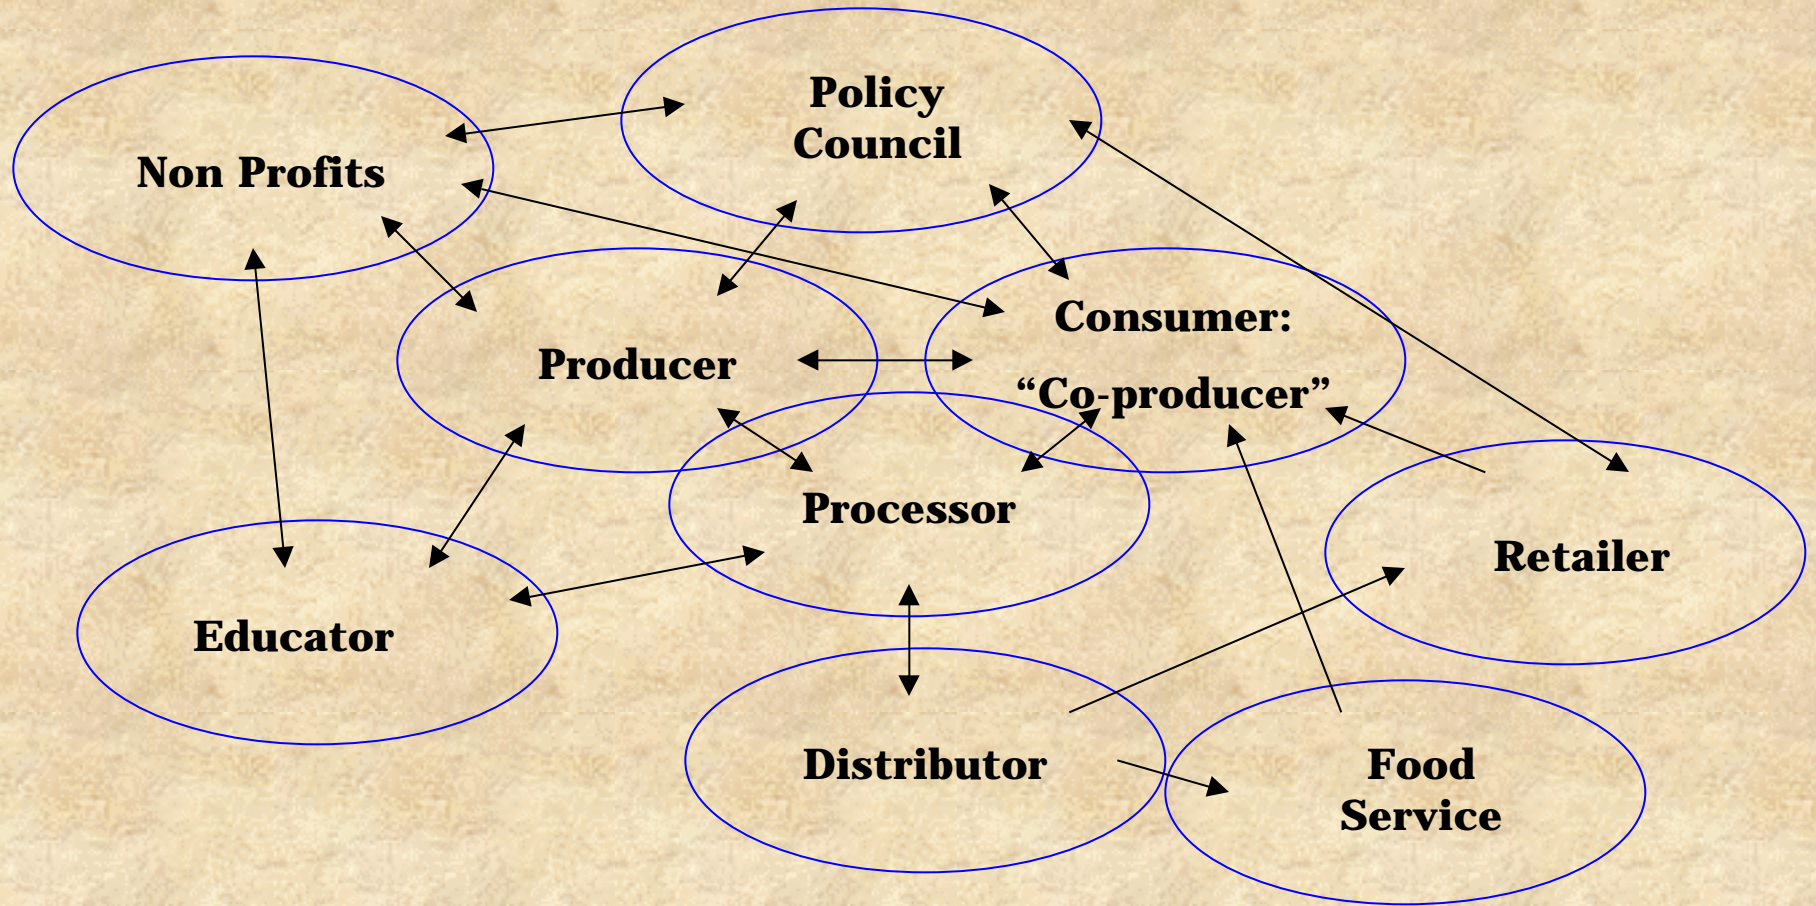 Policy
Council
Non Profits
Consumer:
Producer
“Co-producer”
Processor
Retailer
Educator
Distributor
Food
Service